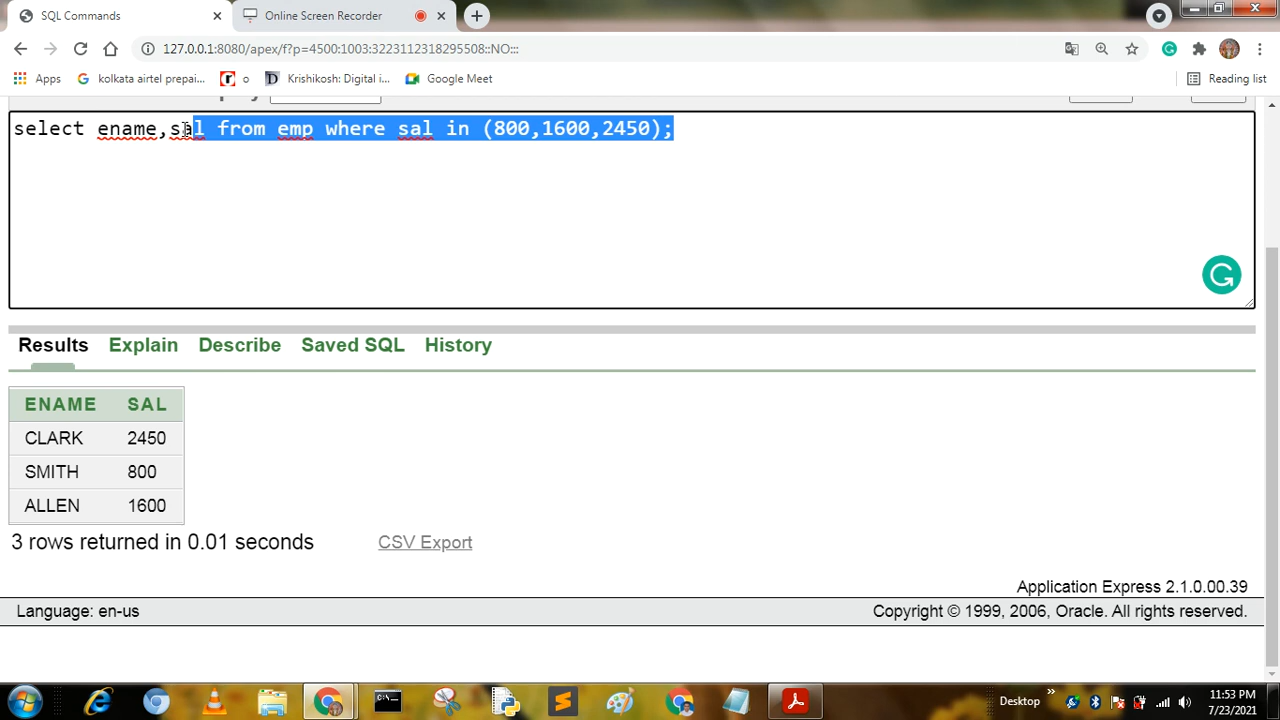 SQL Commands
Online Screen Recorder
127.0.0.1:8080/apex/f?p=4500:1003:3223112318295508::NO:::
Apps
kolkata airtel prepai...
o
Krishikosh: Digital i...
Google Meet
Reading list
select ename,sal from emp where sal in (800,1600,2450);
Results Explain Describe Saved SQL History
ENAME SAL
CLARK 2450
SMITH 800
ALLEN 1600
3 rows returned in 0.01 seconds CSV Export
Application Express 2.1.0.00.39
Language: en-us Copyright © 1999, 2006, Oracle. All rights reserved.
Desktop
11:53 PM
7/23/2021